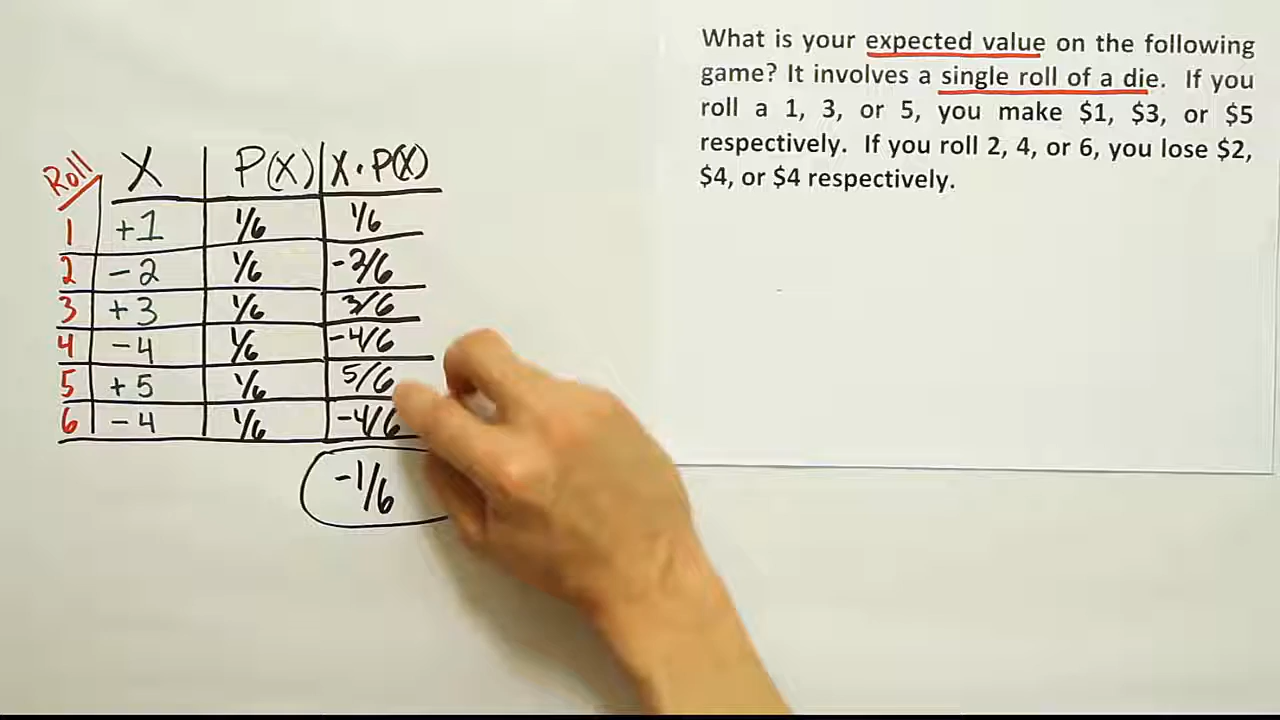 What is your expected value on the following
game? It involves a single roll of a die. If you
roll a 1, 3, or 5, you make $1, $3, or $5
respectively. If you roll 2, 4, or 6, you lose $2,
$4, or $4 respectively.
Roll X P(X) X · P(X)
1 +1 1/6 1/6
2 -2 1/6 -2/6
3 +3 1/6 3/6
4 -4 1/6 -4/6
5 +5 1/6 5/6
6 -4 1/6 -4/6
-1/6